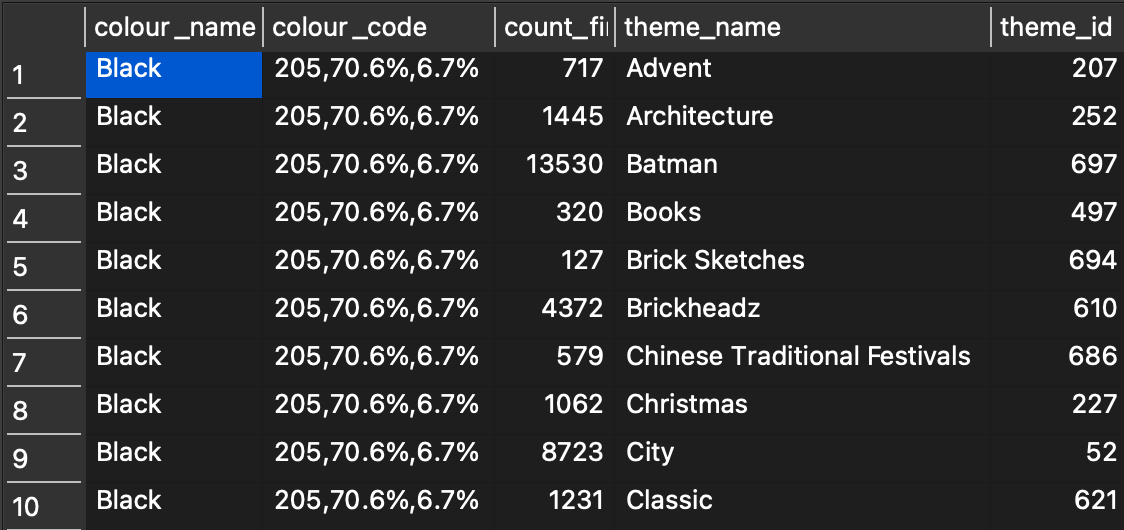 colour_name colour_code count_fi theme_name theme_id
1 Black 205,70.6%,6.7% 717 Advent 207
2 Black 205,70.6%,6.7% 1445 Architecture 252
3 Black 205,70.6%,6.7% 13530 Batman 697
4 Black 205,70.6%,6.7% 320 Books 497
5 Black 205,70.6%,6.7% 127 Brick Sketches 694
6 Black 205,70.6%,6.7% 4372 Brickheadz 610
7 Black 205,70.6%,6.7% 579 Chinese Traditional Festivals 686
8 Black 205,70.6%,6.7% 1062 Christmas 227
9 Black 205,70.6%,6.7% 8723 City 52
10 Black 205,70.6%,6.7% 1231 Classic 621